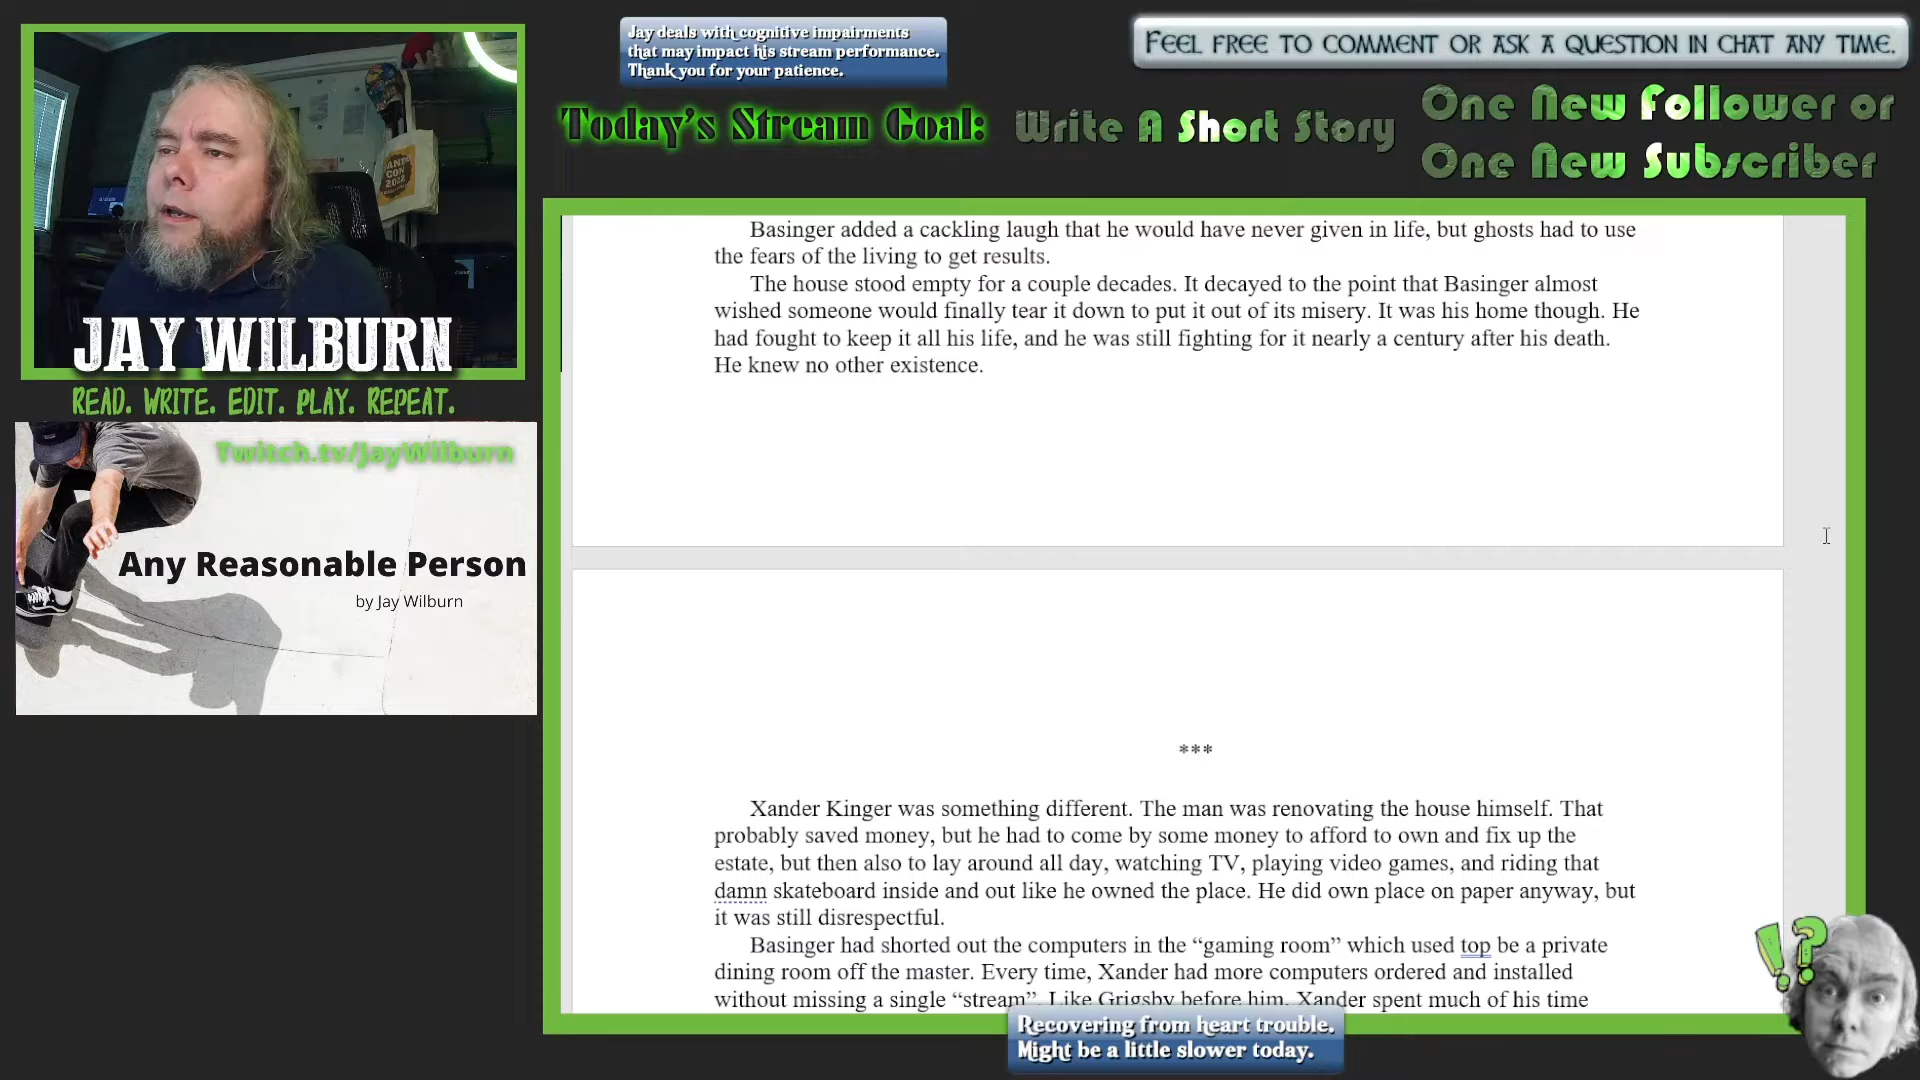 Jay deals with cognitive impairments
that may impact his stream performance.
Thank you for your patience.
FEEL FREE TO COMMENT OR ASK A QUESTION IN CHAT ANY TIME.
Today's Stream Goal:
Write A Short Story
One New Follower or
One New Subscriber
JAY WILBURN
READ. WRITE. EDIT. PLAY. REPEAT.
Twitch.tv/JayWilburn
Any Reasonable Person
by Jay Wilburn
Basinger added a cackling laugh that he would have never given in life, but ghosts had to use
the fears of the living to get results.
The house stood empty for a couple decades. It decayed to the point that Basinger almost
wished someone would finally tear it down to put it out of its misery. It was his home though. He
had fought to keep it all his life, and he was still fighting for it nearly a century after his death.
He knew no other existence.
***
Xander Kinger was something different. The man was renovating the house himself. That
probably saved money, but he had to come by some money to afford to own and fix up the
estate, but then also to lay around all day, watching TV, playing video games, and riding that
damn skateboard inside and out like he owned the place. He did own place on paper anyway, but
it was still disrespectful.
Basinger had shorted out the computers in the “gaming room” which used top be a private
dining room off the master. Every time, Xander had more computers ordered and installed
without missing a single “stream”. Like Grigsby before him, Xander spent much of his time
Recovering from heart trouble.
Might be a little slower today.
!?